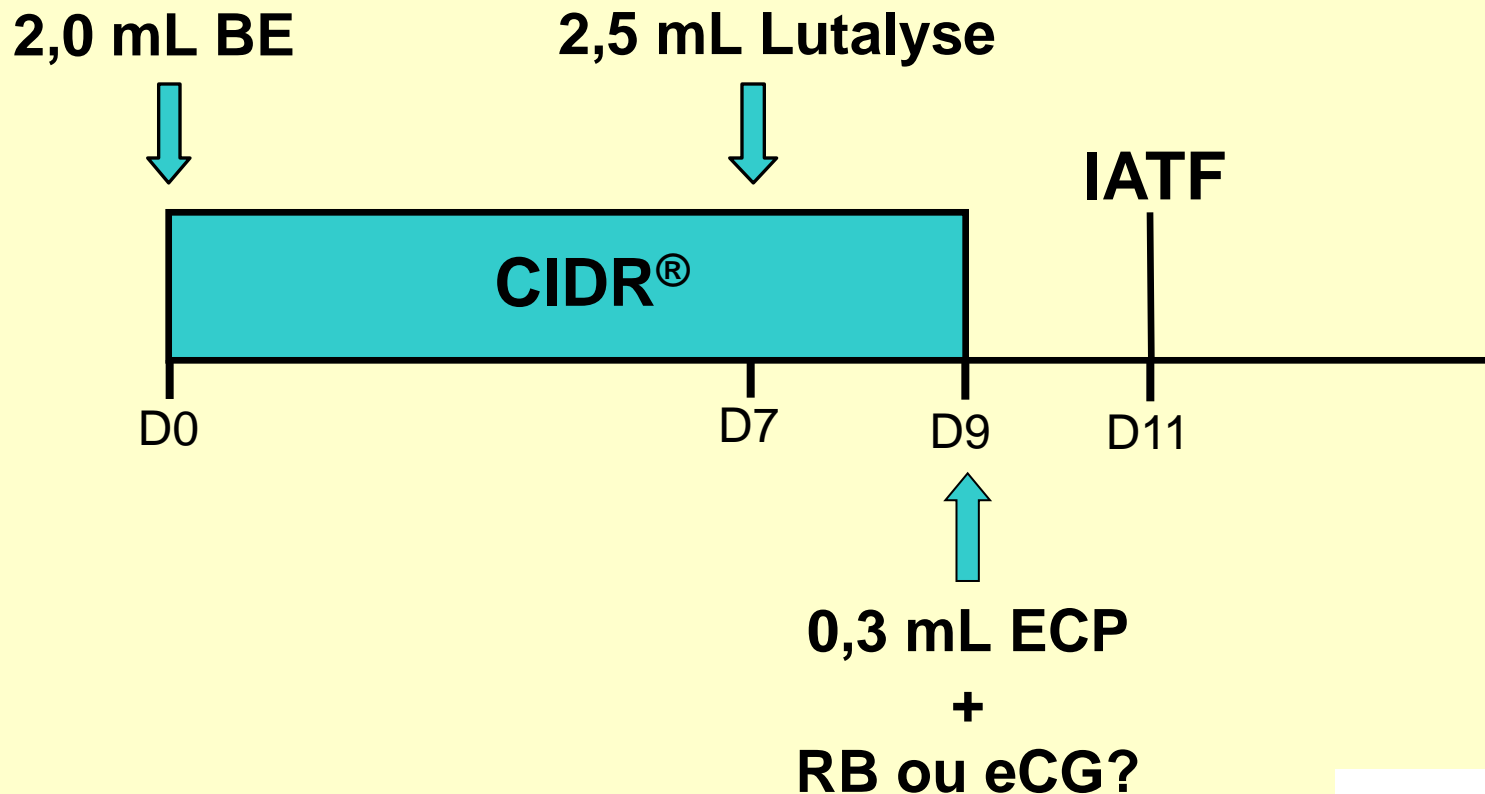 2,0 mL BE
2,5 mL Lutalyse
IATF
CIDR®
D0
D7
D9
D11
0,3 mL ECP
+
RB ou eCG?